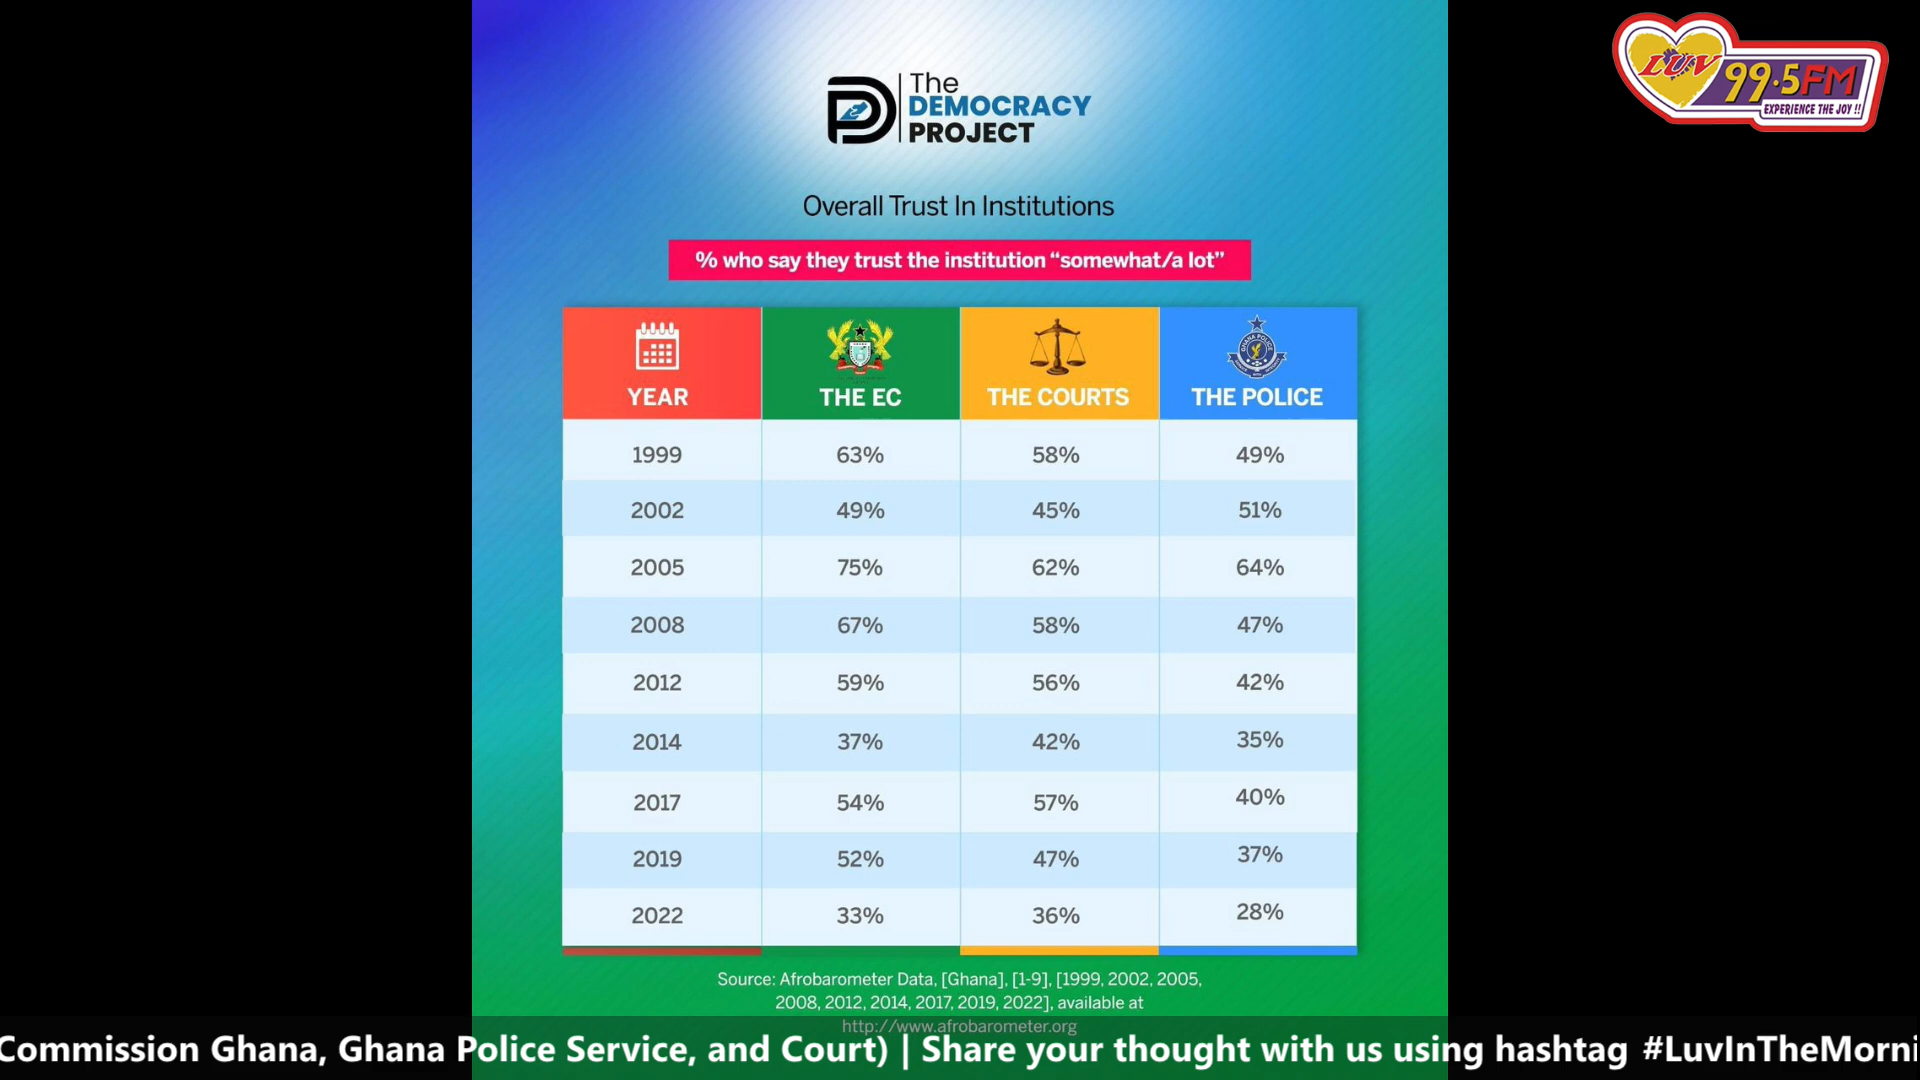 The
DEMOCRACY
PROJECT
LUV 99.5FM
EXPERIENCE THE JOY !!
Overall Trust In Institutions
% who say they trust the institution “somewhat/a lot”
YEAR THE EC THE COURTS THE POLICE
1999 63% 58% 49%
2002 49% 45% 51%
2005 75% 62% 64%
2008 67% 58% 47%
2012 59% 56% 42%
2014 37% 42% 35%
2017 54% 57% 40%
2019 52% 47% 37%
2022 33% 36% 28%
Source: Afrobarometer Data, [Ghana], [1-9], [1999, 2002, 2005,
2008, 2012, 2014, 2017, 2019, 2022], available at
http://www.afrobarometer.org
Commission Ghana, Ghana Police Service, and Court) | Share your thought with us using hashtag #LuvInTheMorni